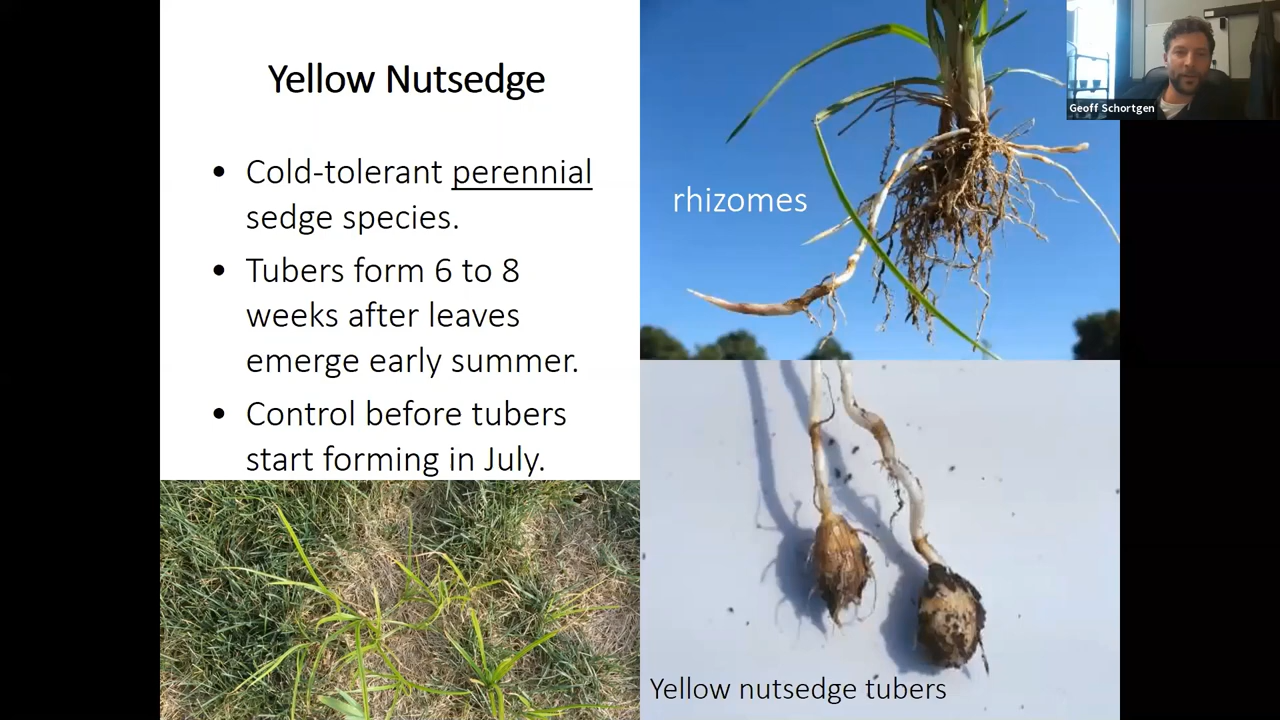 Yellow Nutsedge
• Cold-tolerant perennial
sedge species.
• Tubers form 6 to 8
weeks after leaves
emerge early summer.
• Control before tubers
start forming in July.
rhizomes
Geoff Schortgen
Yellow nutsedge tubers